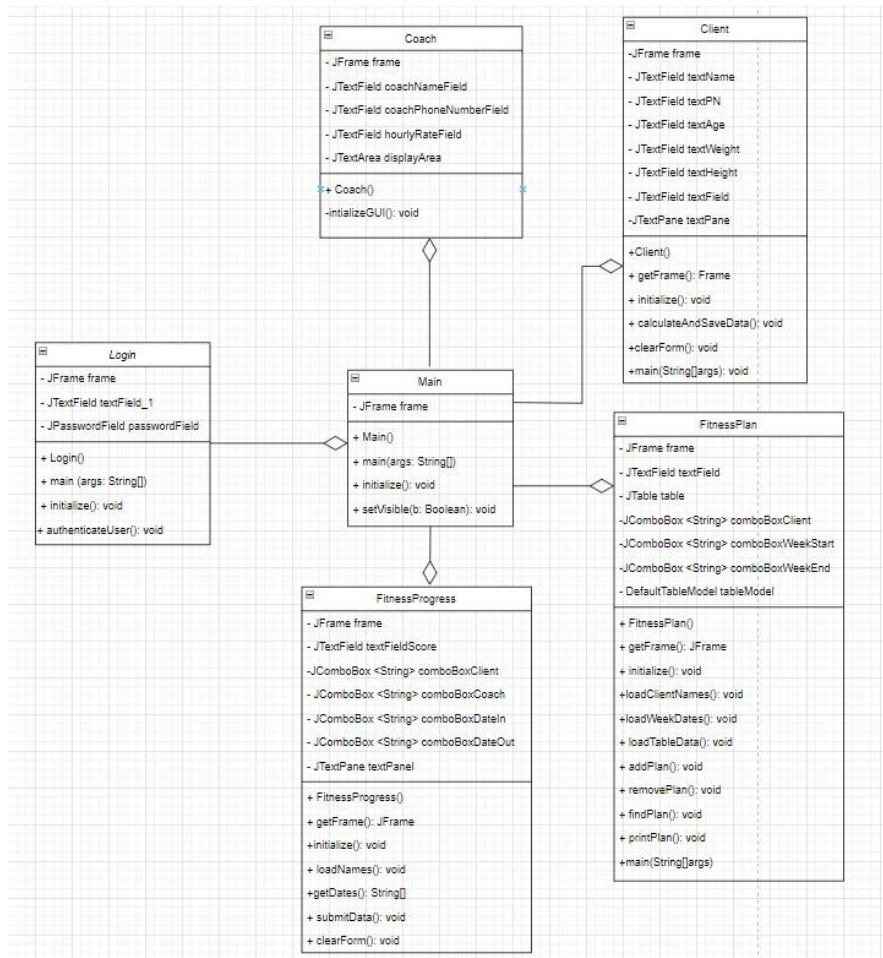 Coach
- JFrame frame
- JTextField coachNameField
- JTextField coachPhoneNumberField
- JTextField hourlyRateField
- JTextArea displayArea
+ Coach()
-intializeGUI(): void
Client
-JFrame frame
- JTextField textName
- JTextField textPN
- JTextField textAge
- JTextField textWeight
- JTextField textHeight
- JTextField textField
-JTextPane textPane
+Client()
+ getFrame(): Frame
+ initialize(): void
+ calculateAndSaveData(): void
+clearForm(): void
+main(String[]args): void
Login
- JFrame frame
- JTextField textField_1
- JPasswordField passwordField
+ Login()
+ main (args: String[])
+ initialize(): void
+ authenticateUser(): void
Main
- JFrame frame
+ Main()
+ main(args: String[])
+ initialize(): void
+ setVisible(b: Boolean): void
FitnessPlan
- JFrame frame
- JTextField textField
- JTable table
-JComboBox <String> comboBoxClient
-JComboBox <String> comboBoxWeekStart
-JComboBox <String> comboBoxWeekEnd
- DefaultTableModel tableModel
+ FitnessPlan()
+ getFrame(): JFrame
+ initialize(): void
+loadClientNames(): void
+loadWeekDates(): void
+ loadTableData(): void
+ addPlan(): void
+ removePlan(): void
+ findPlan(): void
+ printPlan(): void
+main(String[]args)
FitnessProgress
- JFrame frame
- JTextField textFieldScore
-JComboBox <String> comboBoxClient
- JComboBox <String> comboBoxCoach
- JComboBox <String> comboBoxDateIn
- JComboBox <String> comboBoxDateOut
- JTextPane textPanel
+ FitnessProgress()
+ getFrame(): JFrame
+initialize(): void
+ loadNames(): void
+getDates(): String[]
+ submitData(): void
+ clearForm(): void